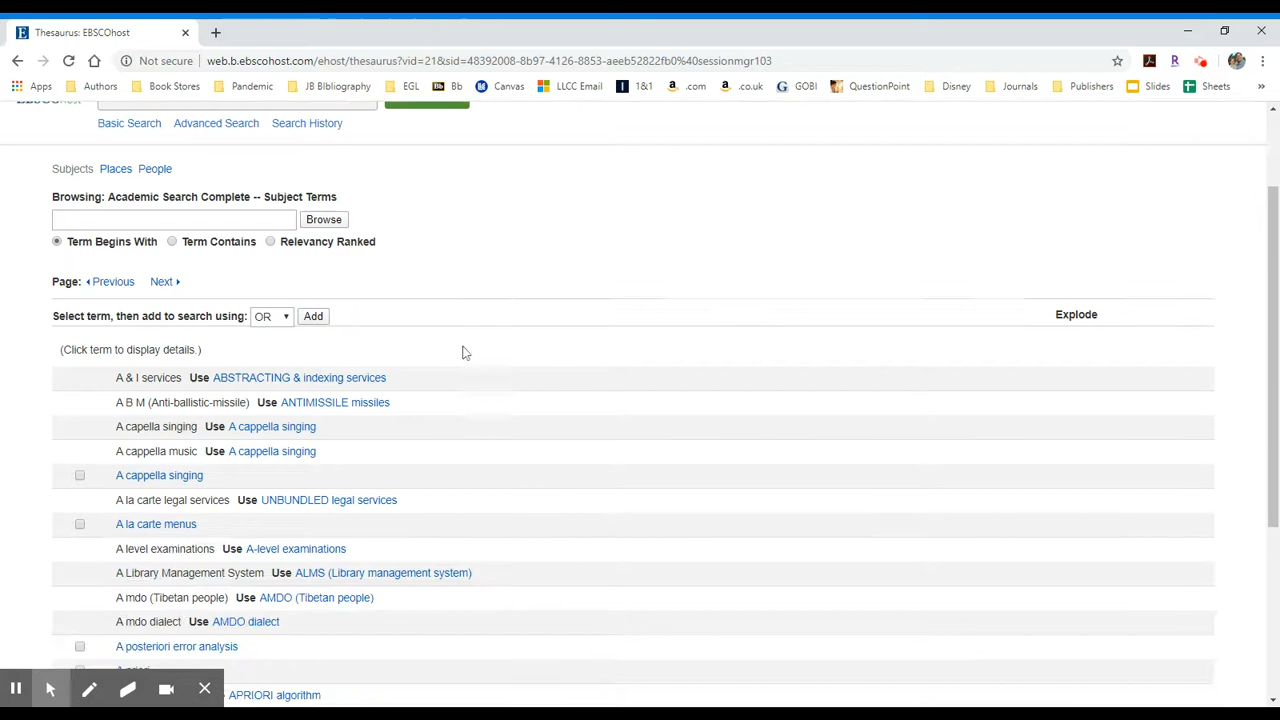 Thesaurus: EBSCOhost
Not secure web.b.ebscohost.com/ehost/thesaurus?vid=218&sid=48392008-8b97-4126-8853-aeeb52822fb0%40sessionmgr103
Apps Authors Book Stores Pandemic JB BIbliography EGL Bb Bb Canvas LLCC Email 1&1 .com .co.uk GOBI QuestionPoint Disney Journals Publishers Slides Sheets
Basic Search Advanced Search Search History
Subjects Places People
Browsing: Academic Search Complete -- Subject Terms
Browse
Term Begins With Term Contains Relevancy Ranked
Page: Previous Next
Select term, then add to search using: OR Add Explode
(Click term to display details.)
A & I services Use ABSTRACTING & indexing services
A B M (Anti-ballistic-missile) Use ANTIMISSILE missiles
A capella singing Use A cappella singing
A cappella music Use A cappella singing
A cappella singing
A la carte legal services Use UNBUNDLED legal services
A la carte menus
A level examinations Use A-level examinations
A Library Management System Use ALMS (Library management system)
A mdo (Tibetan people) Use AMDO (Tibetan people)
A mdo dialect Use AMDO dialect
A posteriori error analysis
A priori
APRIORI algorithm